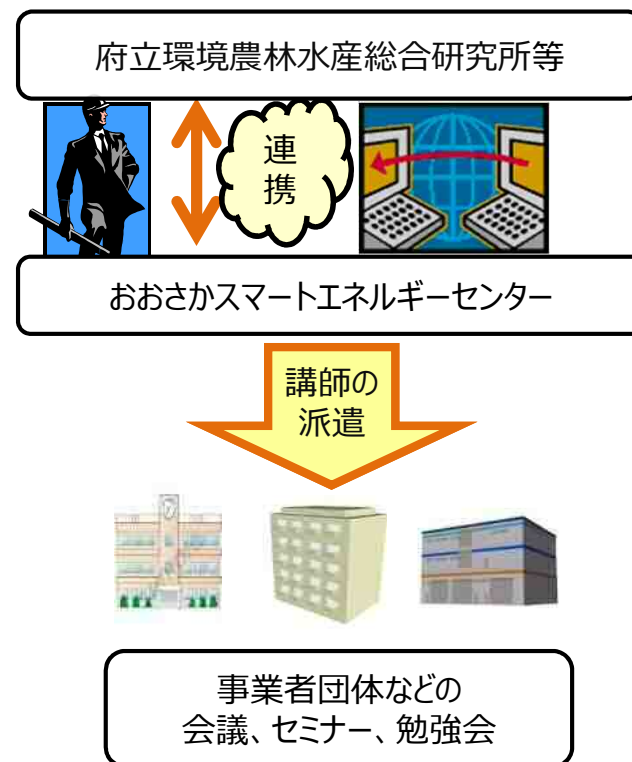 府立環境農林水産総合研究所等
連
携
おおさかスマートエネルギーセンター
講師の
派遣
事業者団体などの
会議、セミナー、勉強会